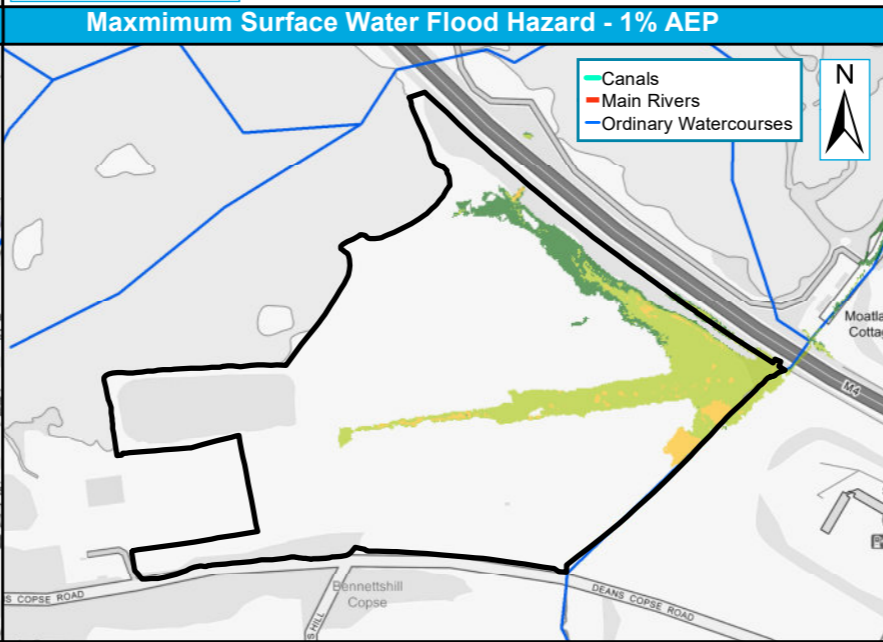 Maxmimum Surface Water Flood Hazard - 1% AEP
Canals
Main Rivers
Ordinary Watercourses
N
Cottag
M4
Bennettshill
Copse
S COPSE ROAD
S HILL
DEANS COPSE ROAD